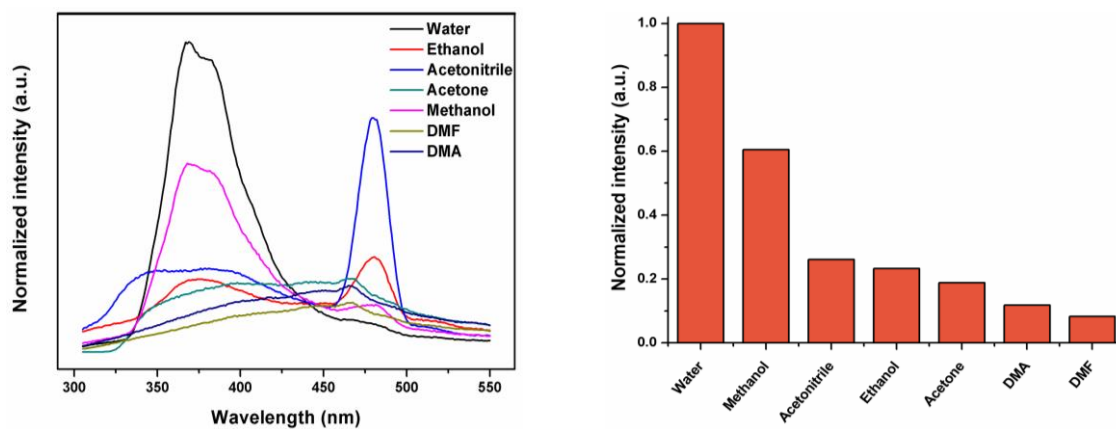 Normalized intensity (a.u.)
Water
Ethanol
Acetonitrile
Acetone
Methanol
DMF
DMA
300 350 400 450 500 550
Wavelength (nm)
Normalized intensity (a.u.)
1.0
0.8
0.6
0.4
0.2
0.0
Water
Methanol
Acetonitrile
Ethanol
Acetone
DMA
DMF